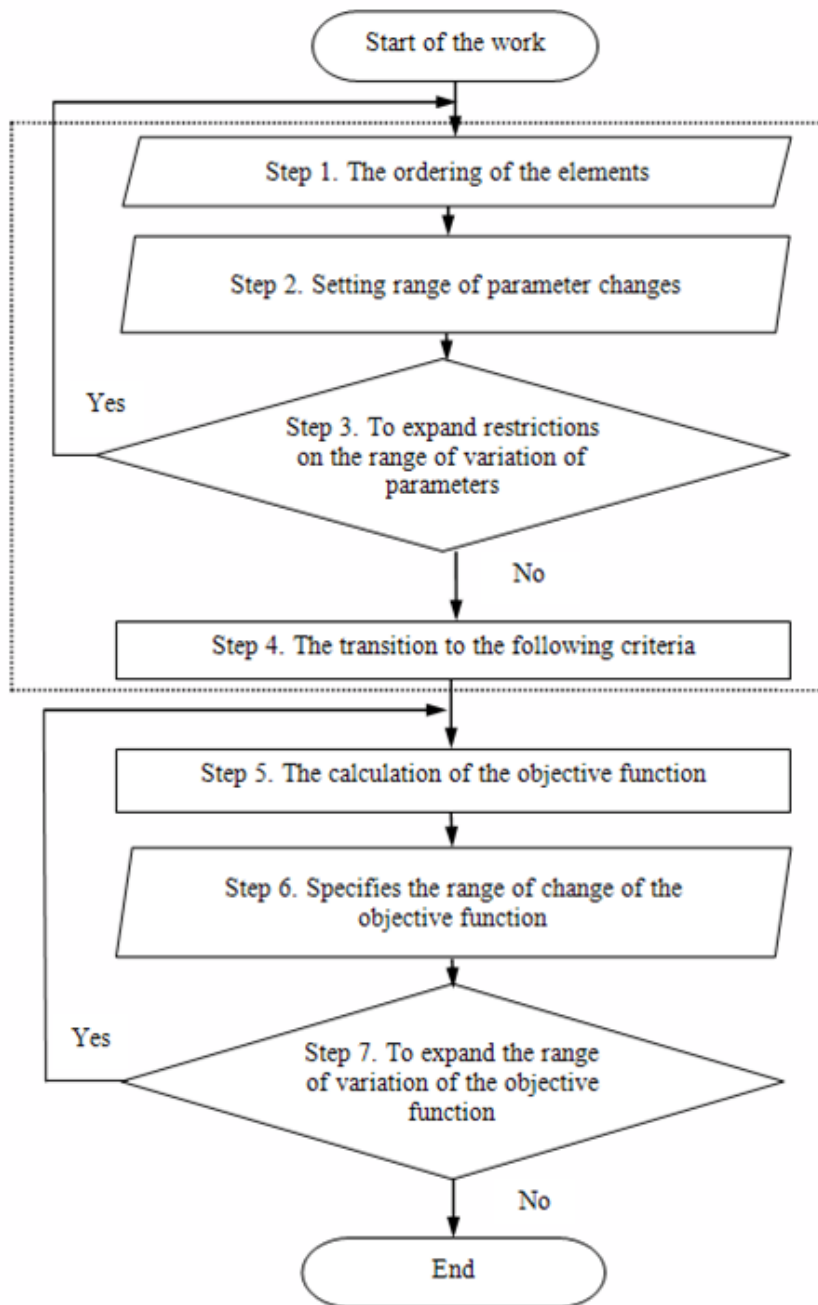 Start of the work
Step 1. The ordering of the elements
Step 2. Setting range of parameter changes
Yes
Step 3. To expand restrictions
on the range of variation of
parameters
No
Step 4. The transition to the following criteria
Step 5. The calculation of the objective function
Step 6. Specifies the range of change of the
objective function
Yes
Step 7. To expand the range
of variation of the objective
function
No
End